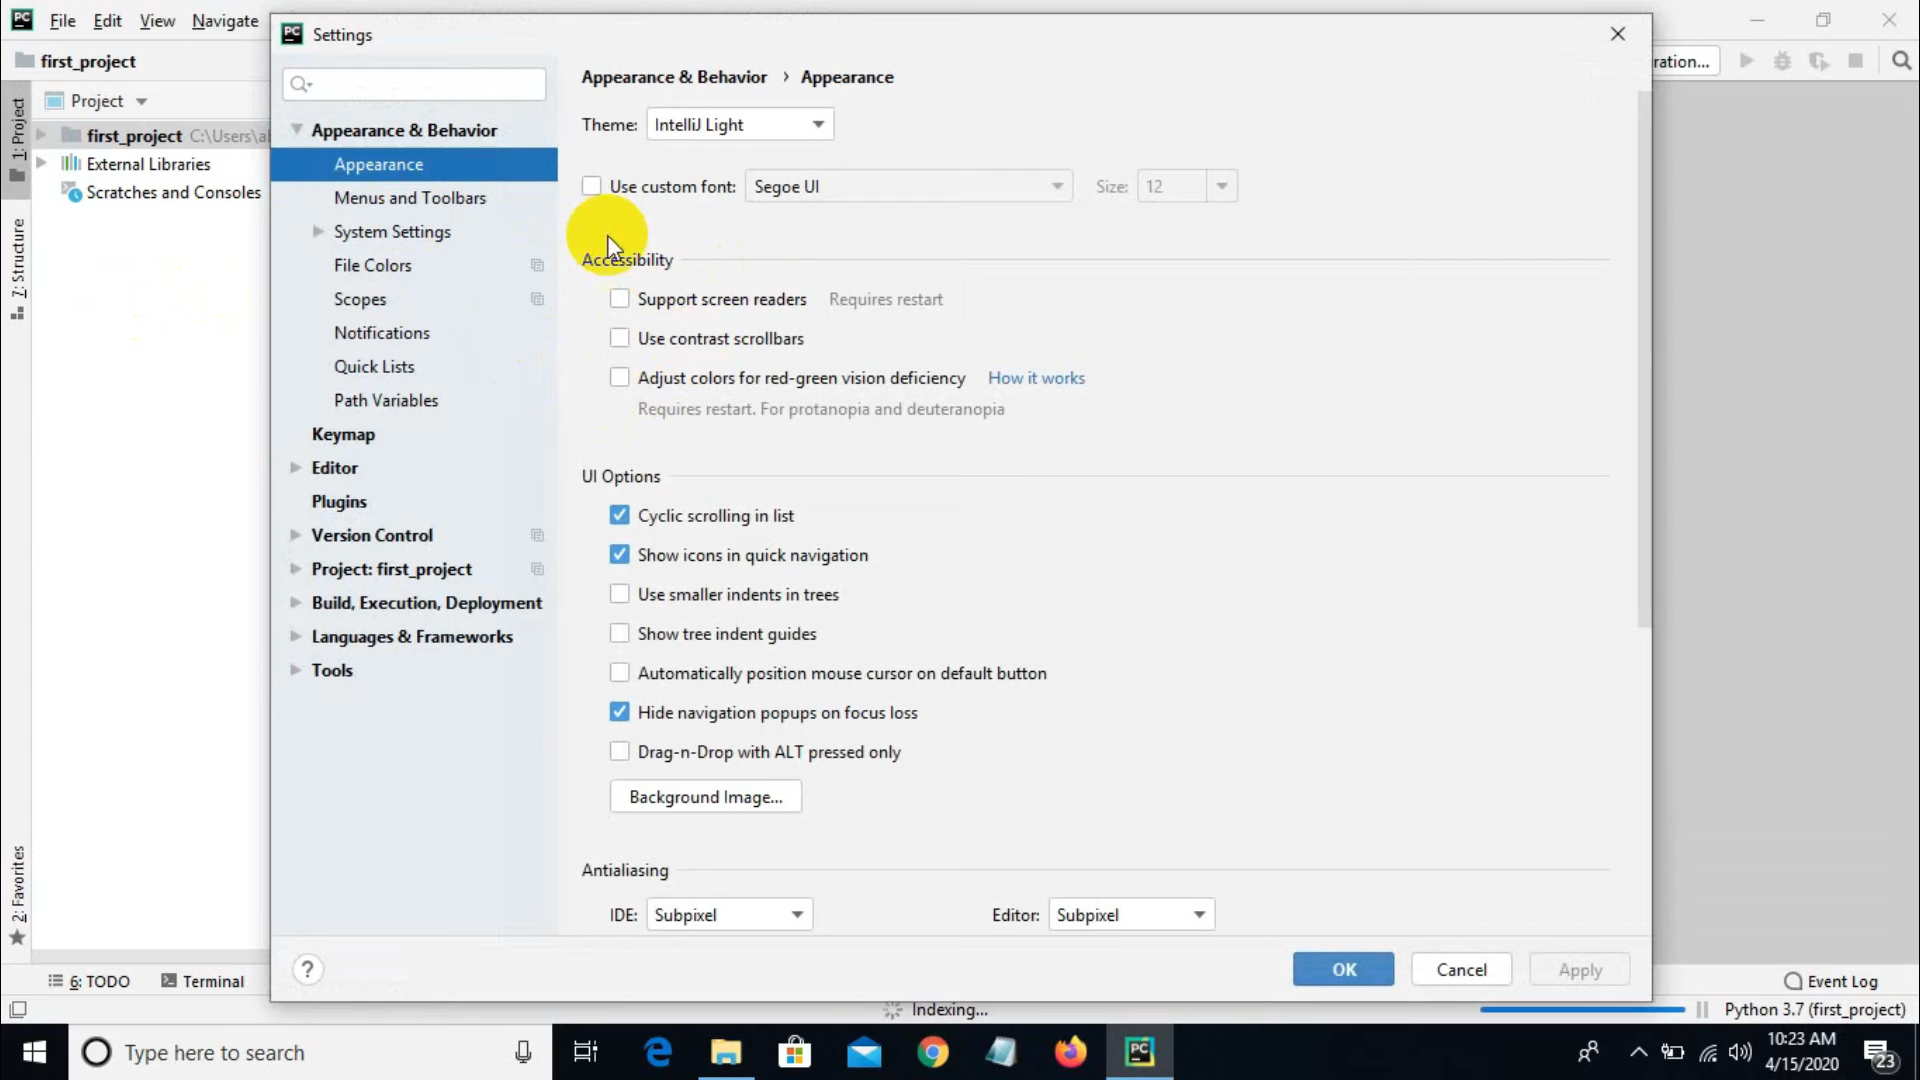 PC File Edit View Navigate
PC Settings
first_project
ration...
Project
first_project C:\Users\ab
External Libraries
Scratches and Consoles
1: Project
7: Structure
2: Favorites
Appearance & Behavior
Appearance
Menus and Toolbars
System Settings
File Colors
Scopes
Notifications
Quick Lists
Path Variables
Keymap
Editor
Plugins
Version Control
Project: first_project
Build, Execution, Deployment
Languages & Frameworks
Tools
Appearance & Behavior › Appearance
Theme: IntelliJ Light
Use custom font: Segoe UI Size: 12
Accessibility
Support screen readers Requires restart
Use contrast scrollbars
Adjust colors for red-green vision deficiency How it works
Requires restart. For protanopia and deuteranopia
UI Options
Cyclic scrolling in list
Show icons in quick navigation
Use smaller indents in trees
Show tree indent guides
Automatically position mouse cursor on default button
Hide navigation popups on focus loss
Drag-n-Drop with ALT pressed only
Background Image...
Antialiasing
IDE: Subpixel Editor: Subpixel
? OK Cancel Apply
6: TODO Terminal Event Log
Indexing... Python 3.7 (first_project)
Type here to search PC 10:23 AM
4/15/2020 23